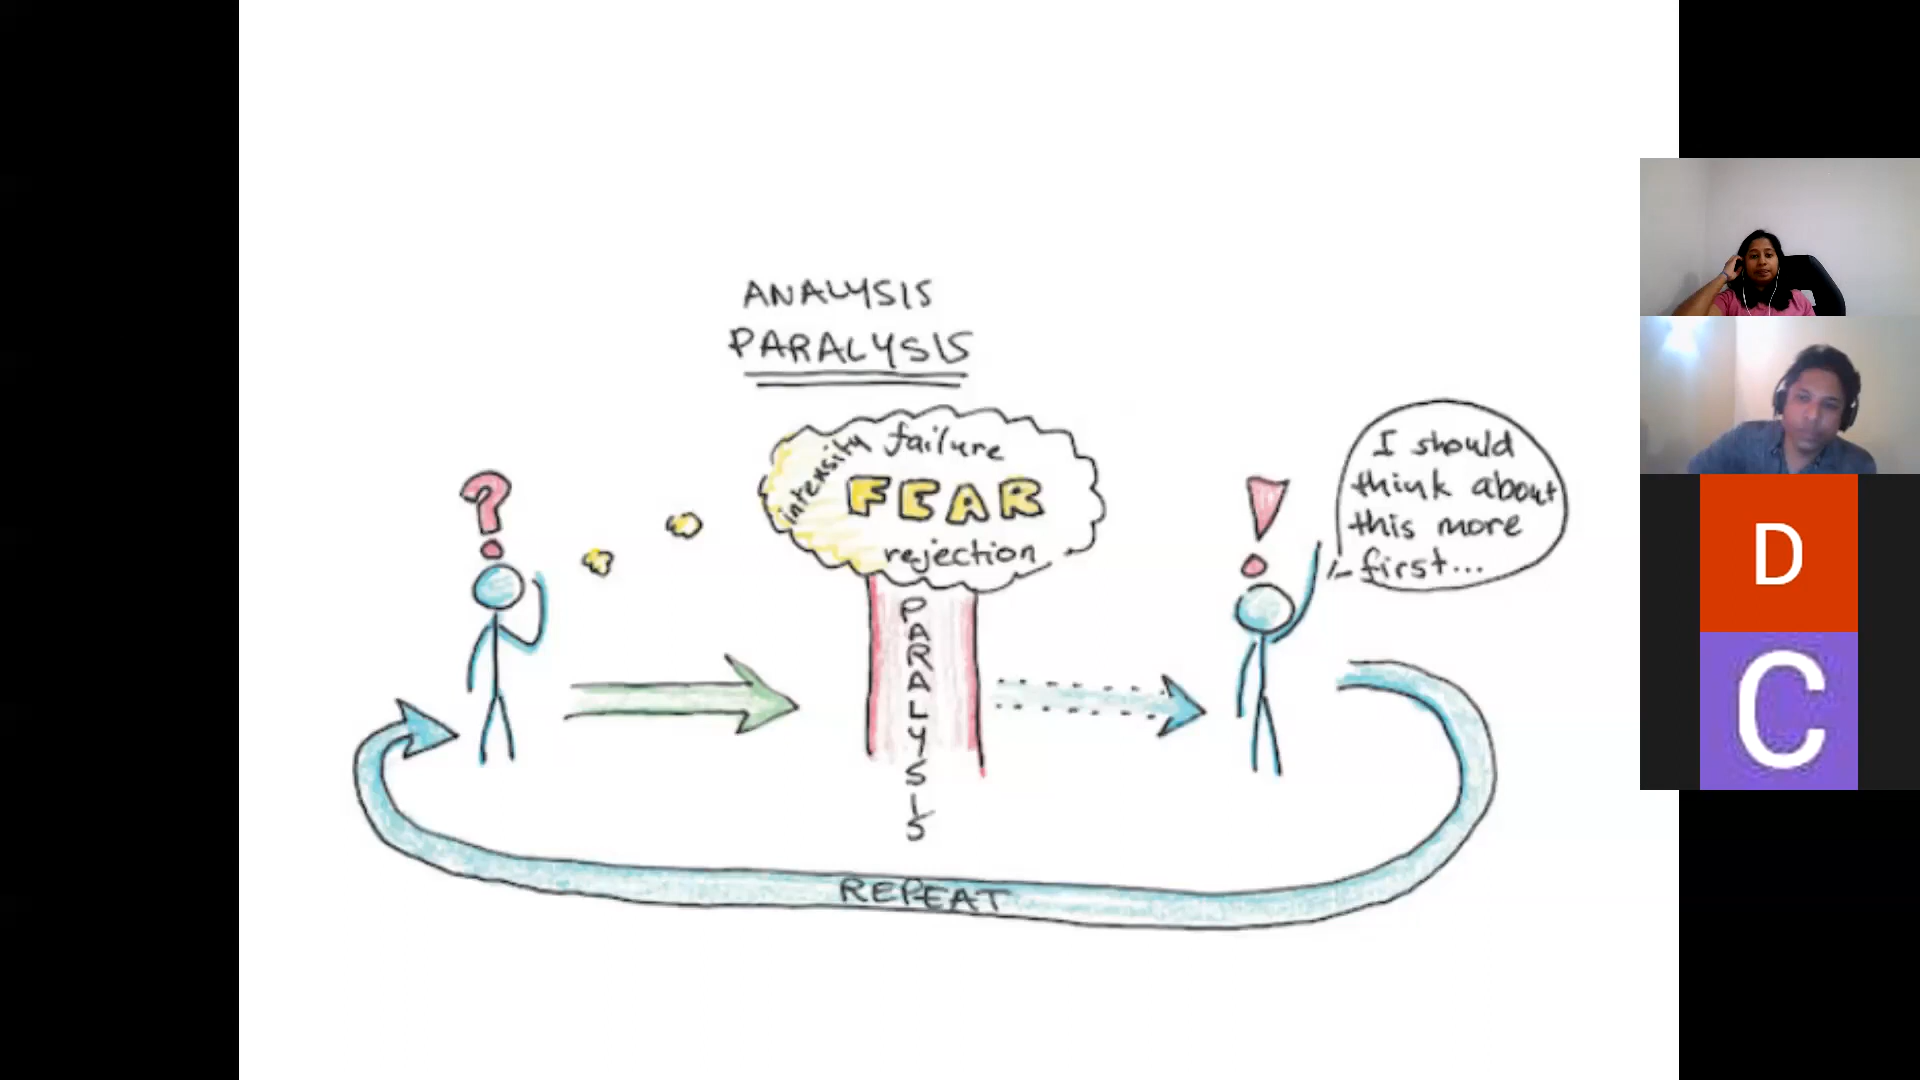 ANALYSIS
PARALYSIS
intensity
failure
FEAR
rejection
PARALYSIS
I should
think about
this more
first...
REPEAT
?
!
D
C